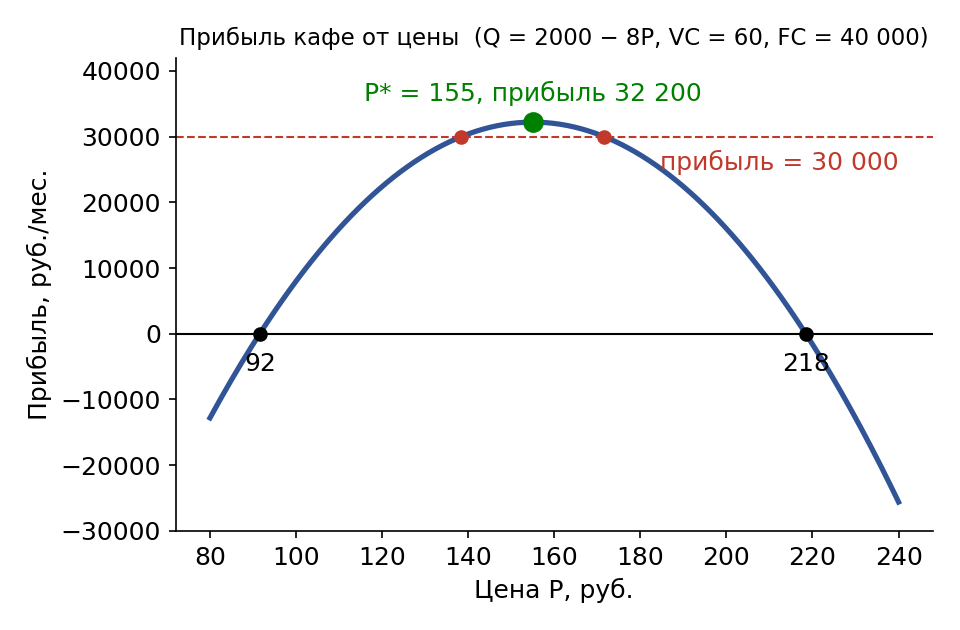 Прибыль кафе от цены (Q = 2000 − 8P, VC = 60, FC = 40 000)
P* = 155, прибыль 32 200
прибыль = 30 000
92
218
40000
30000
20000
10000
0
−10000
−20000
−30000
80 100 120 140 160 180 200 220 240
Прибыль, руб./мес.
Цена P, руб.